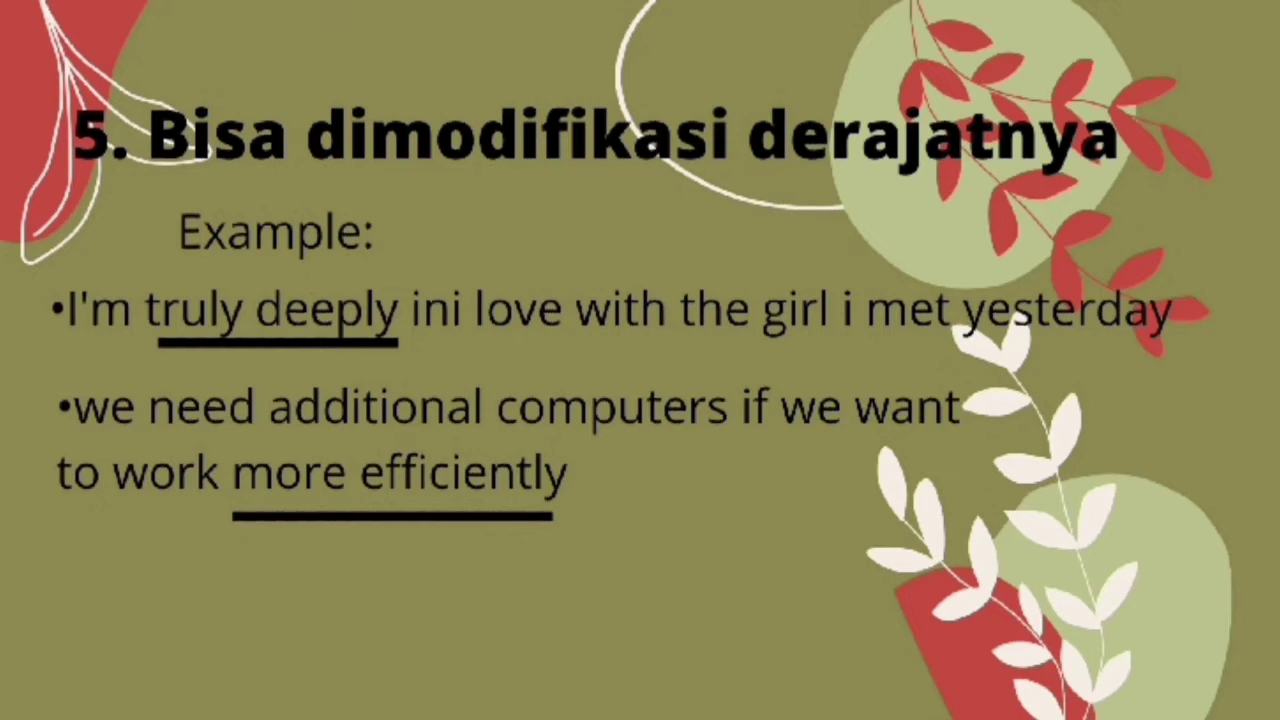 5. Bisa dimodifikasi derajatnya
Example:
•I'm truly deeply ini love with the girl i met yesterday
•we need additional computers if we want
to work more efficiently